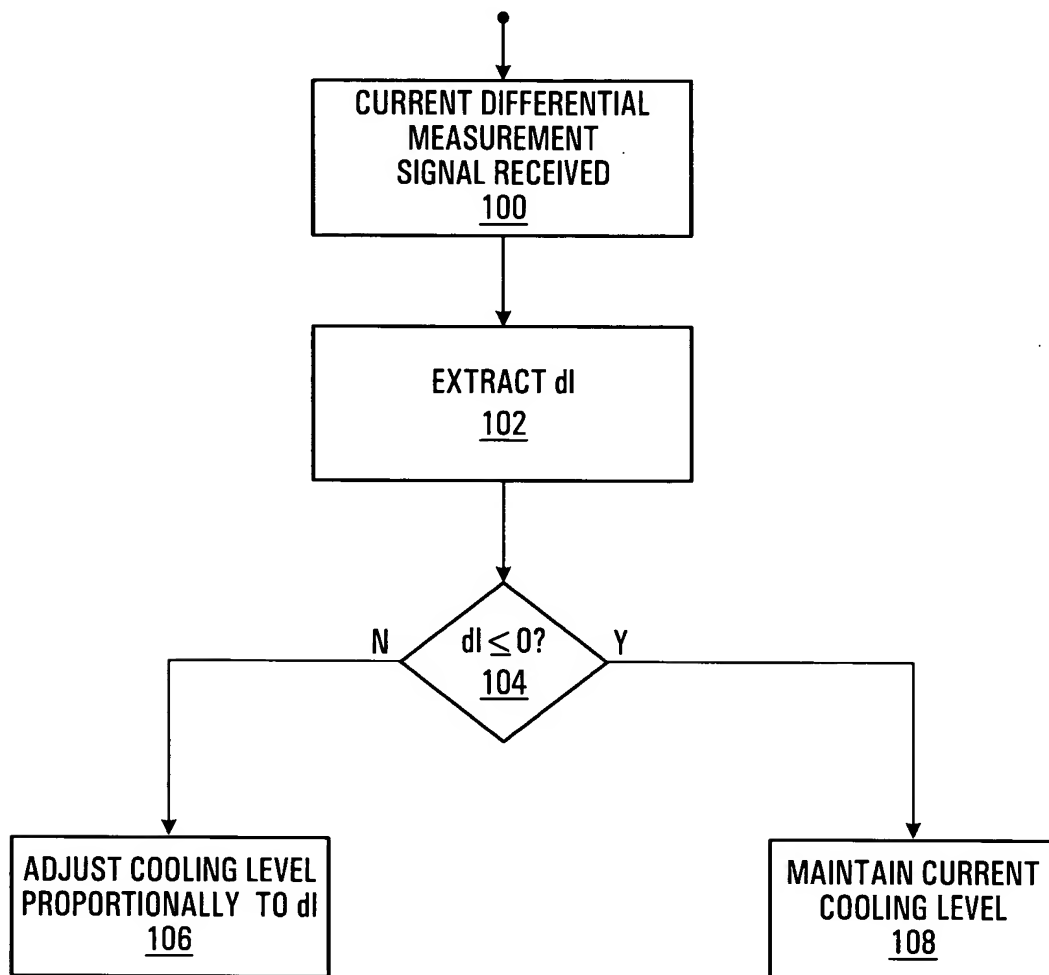 CURRENT DIFFERENTIAL
MEASUREMENT
SIGNAL RECEIVED
100
EXTRACT dI
102
N
dI ≤ 0?
Y
104
ADJUST COOLING LEVEL
PROPORTIONALLY TO dI
106
MAINTAIN CURRENT
COOLING LEVEL
108